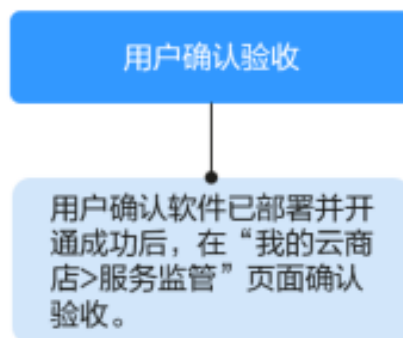 用户确认验收
用户确认软件已部署并开
通成功后，在“我的云商
店>服务监管”页面确认
验收。